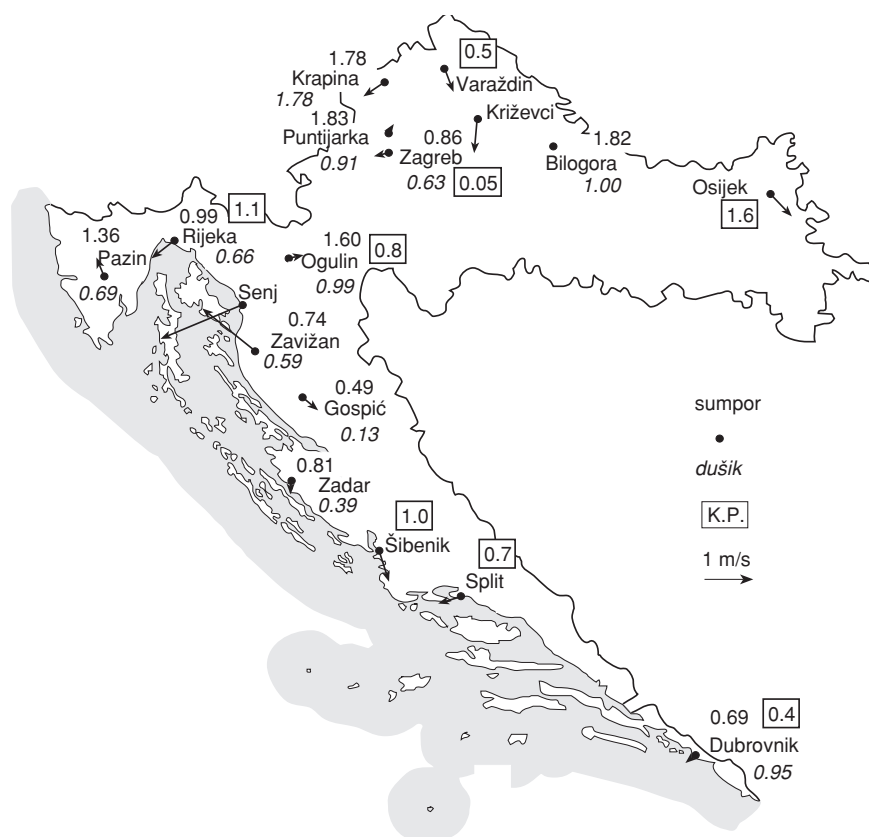 1.78
Krapina
1.78
0.5
Varaždin
Križevci
1.83
Puntijarka
0.91
0.86
Zagreb
0.63
0.05
1.82
Bilogora
1.00
Osijek
1.6
0.99
1.1
Rijeka
0.66
1.36
Pazin
0.69
1.60
0.8
Ogulin
0.99
Senj
0.74
Zavižan
0.59
0.49
Gospić
0.13
0.81
Zadar
0.39
1.0
Šibenik
0.7
Split
sumpor
dušik
K.P.
1 m/s
0.69
0.4
Dubrovnik
0.95